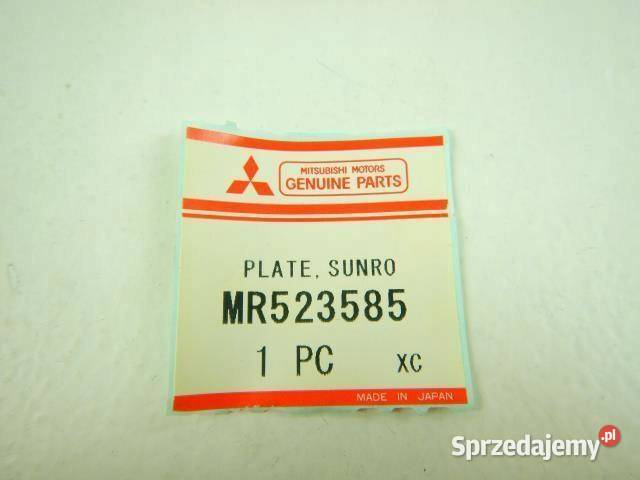 MITSUBISHI MOTORS
GENUINE PARTS
PLATE, SUNRO
MR523585
1 PC XC
MADE IN JAPAN
Sprzedajemy.pl